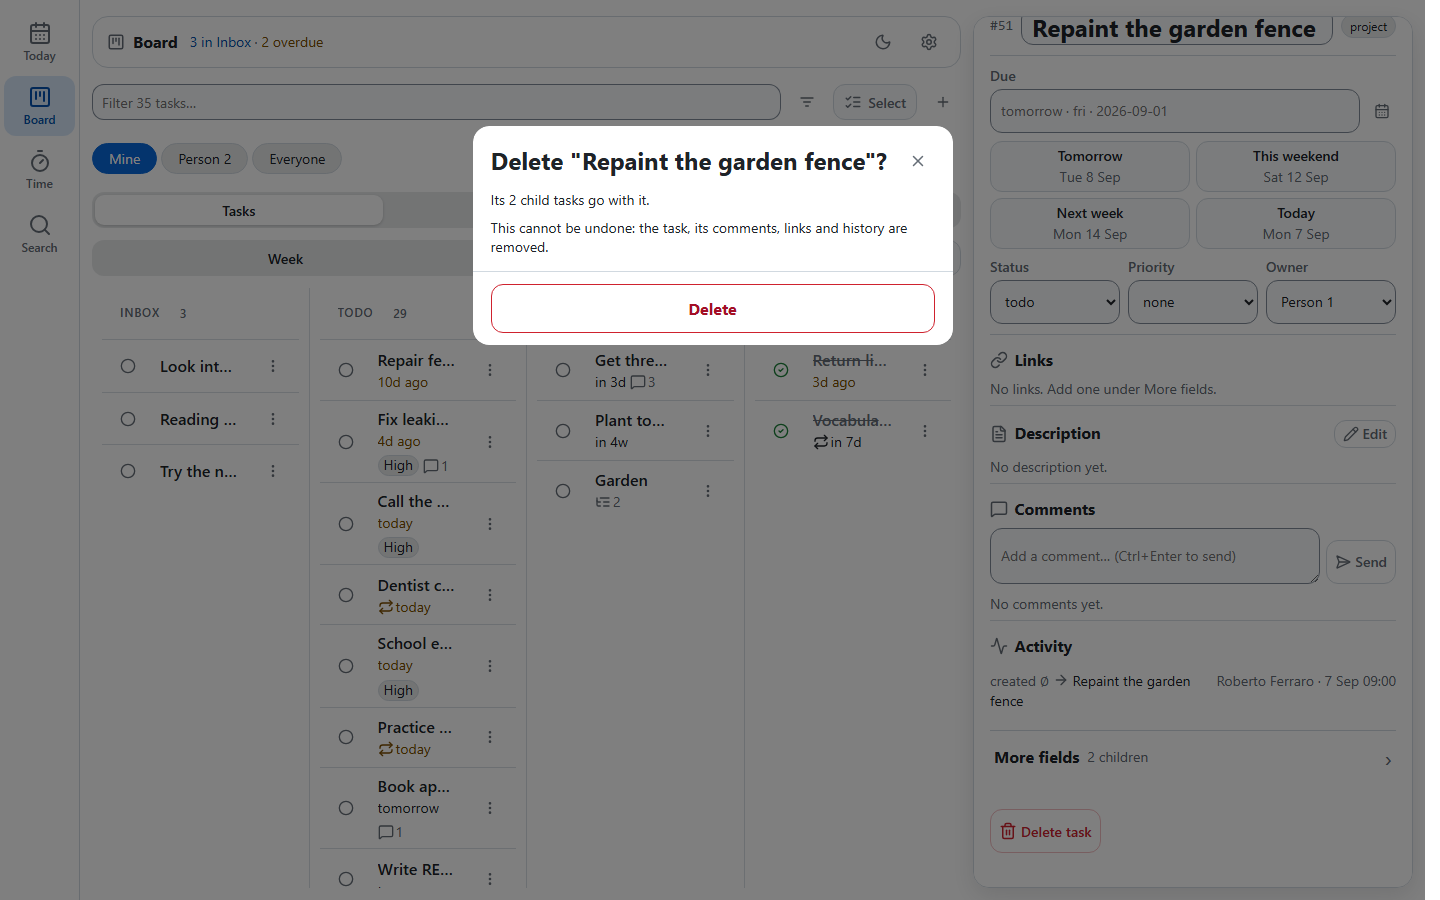 Today
Board
Time
Search
Board 3 in Inbox · 2 overdue
Filter 35 tasks...
Select
Mine
Person 2
Everyone
Tasks
Week
INBOX 3
Look int...
Reading ...
Try the n...
TODO 29
Repair fe...
10d ago
Fix leaki...
4d ago
High 1
Call the ...
today
High
Dentist c...
today
School e...
today
High
Practice ...
today
Book ap...
tomorrow
1
Write RE...
Get thre...
in 3d 3
Plant to...
in 4w
Garden
2
Return li...
3d ago
Vocabula...
in 7d
Delete "Repaint the garden fence"?
Its 2 child tasks go with it.
This cannot be undone: the task, its comments, links and history are
removed.
Delete
#51 Repaint the garden fence project
Due
tomorrow · fri · 2026-09-01
Tomorrow
Tue 8 Sep
This weekend
Sat 12 Sep
Next week
Mon 14 Sep
Today
Mon 7 Sep
Status Priority Owner
todo none Person 1
Links
No links. Add one under More fields.
Description Edit
No description yet.
Comments
Add a comment... (Ctrl+Enter to send)
Send
No comments yet.
Activity
created ∅ → Repaint the garden Roberto Ferraro · 7 Sep 09:00
fence
More fields 2 children
Delete task